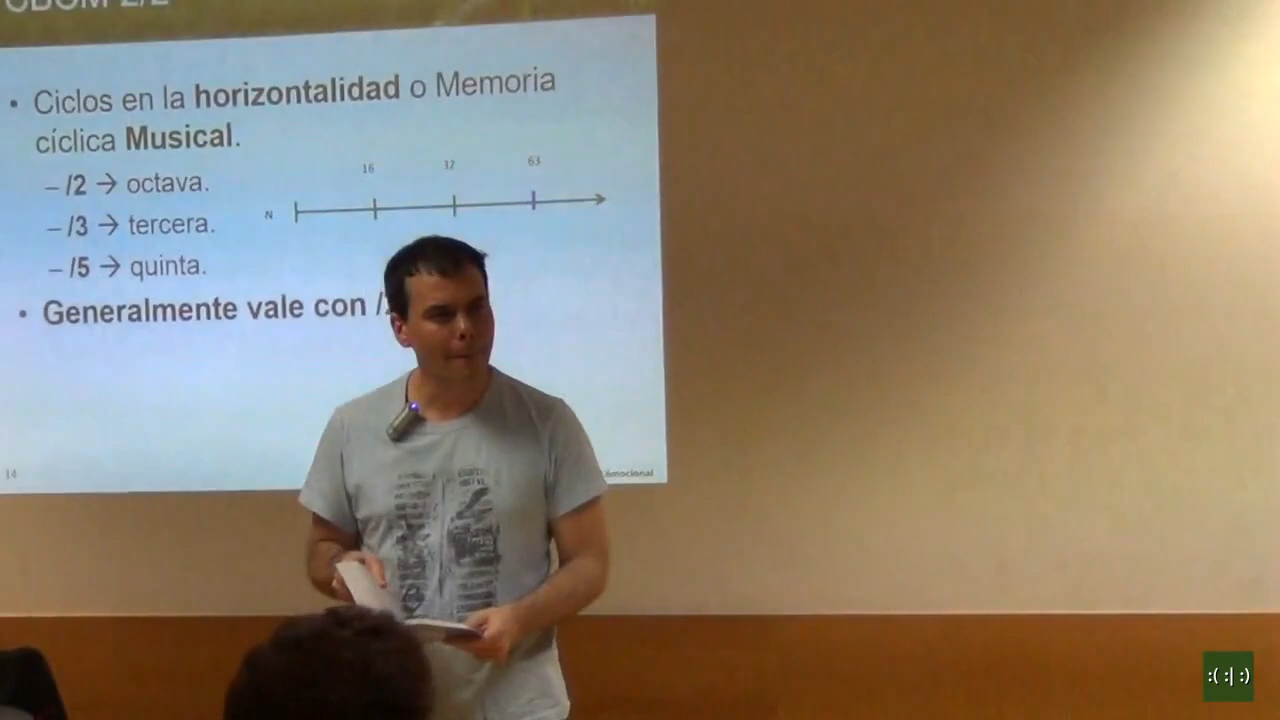 • Ciclos en la horizontalidad o Memoria
cíclica Musical.
– /2 → octava.
– /3 → tercera.
– /5 → quinta.
N 16 32 63
• Generalmente vale con
14
:( :| :)